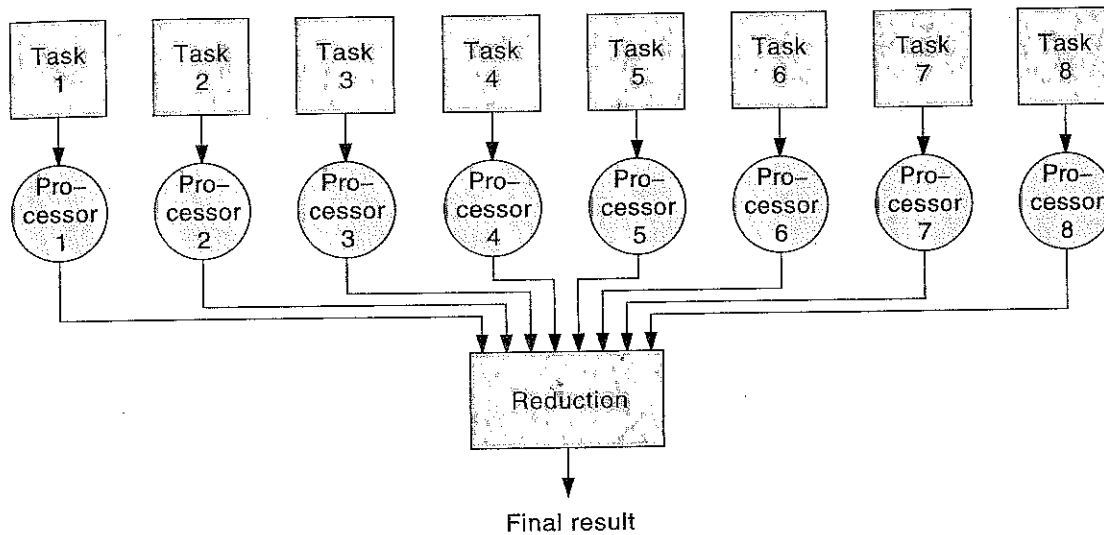 Task
1
Task
2
Task
3
Task
4
Task
5
Task
6
Task
7
Task
8
Pro–
cessor
1
Pro–
cessor
2
Pro–
cessor
3
Pro–
cessor
4
Pro–
cessor
5
Pro–
cessor
6
Pro–
cessor
7
Pro–
cessor
8
Reduction
Final result